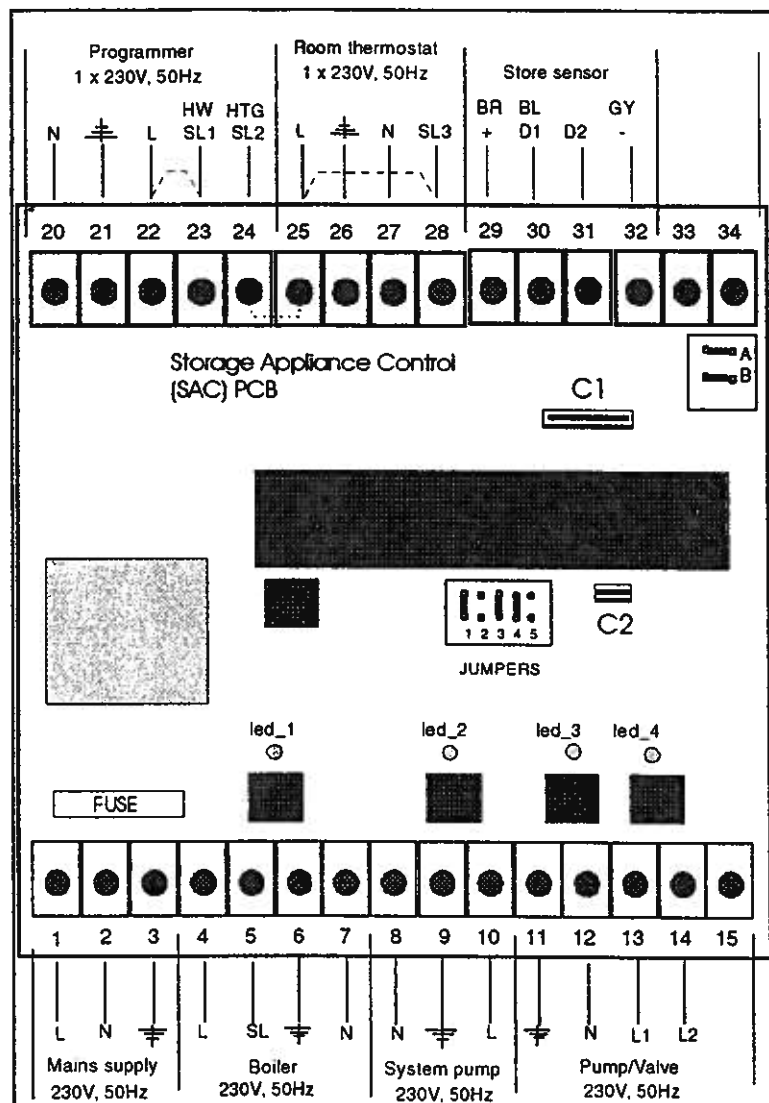 Programmer
1 x 230V, 50Hz
Room thermostat
1 x 230V, 50Hz
Store sensor
HW HTG
N L SL1 SL2
L N SL3
BR BL GY
+ D1 D2 -
20 21 22 23 24 25 26 27 28 29 30 31 32 33 34
Storage Appliance Control
(SAC) PCB
A
B
C1
1 2 3 4 5
C2
JUMPERS
led_1 led_2 led_3 led_4
FUSE
1 2 3 4 5 6 7 8 9 10 11 12 13 14 15
L N L SL N N L N L1 L2
Mains supply
230V, 50Hz
Boiler
230V, 50Hz
System pump
230V, 50Hz
Pump/Valve
230V, 50Hz